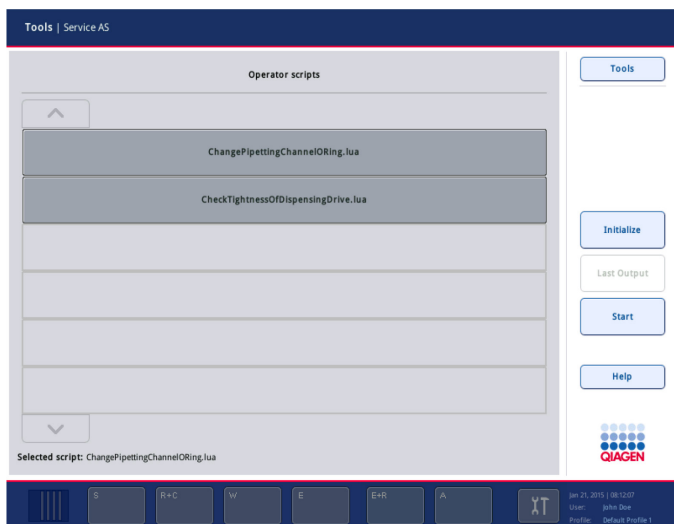 Tools | Service AS
Operator scripts
Tools
ChangePipettingChannelORing.lua
CheckTightnessOfDispensingDrive.lua
Initialize
Last Output
Start
Help
Selected script: ChangePipettingChannelORing.lua
QIAGEN
S
R+C
W
E
E+R
A
Jan 21, 2015 | 08:12:07
User: John Doe
Profile: Default Profile 1